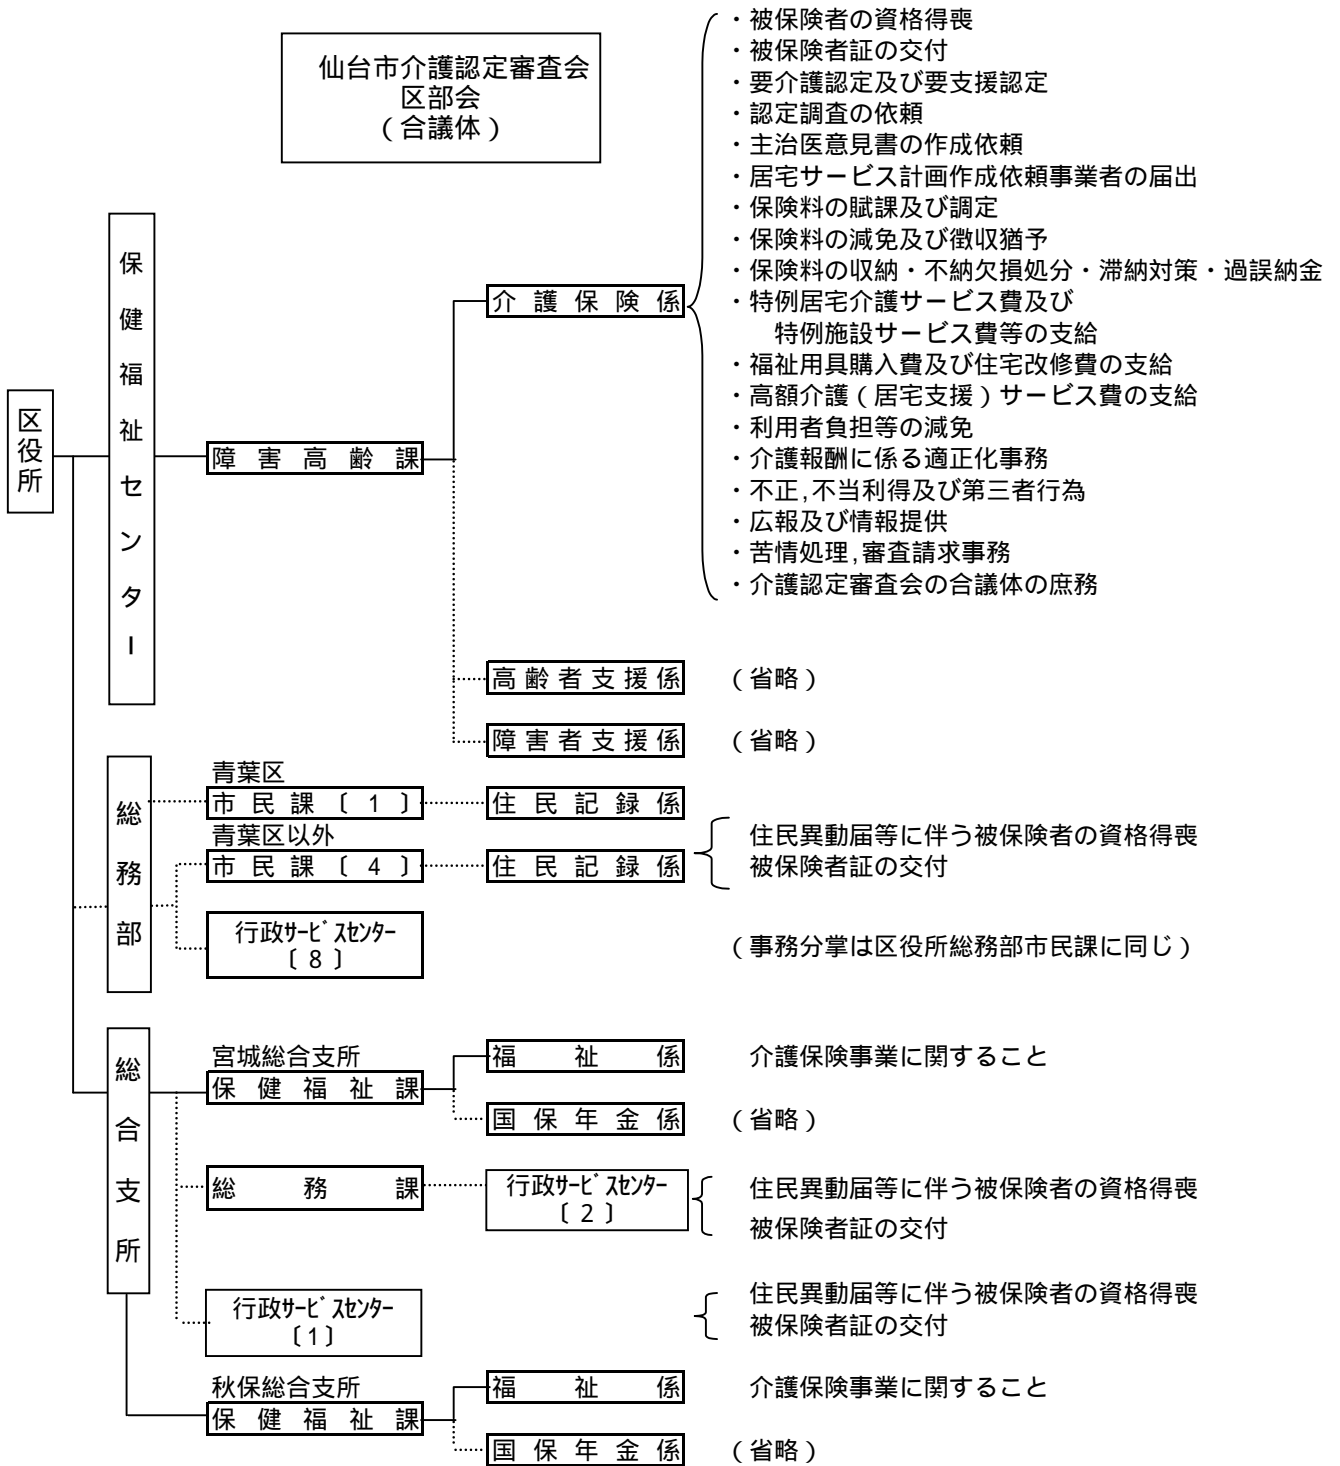 仙台市介護認定審査会
区部会
（合議体）
・被保険者の資格得喪
・被保険者証の交付
・要介護認定及び要支援認定
・認定調査の依頼
・主治医意見書の作成依頼
・居宅サービス計画作成依頼事業者の届出
・保険料の賦課及び調定
・保険料の減免及び徴収猶予
・保険料の収納・不納欠損処分・滞納対策・過誤納金
・特例居宅介護サービス費及び
特例施設サービス費等の支給
・福祉用具購入費及び住宅改修費の支給
・高額介護（居宅支援）サービス費の支給
・利用者負担等の減免
・介護報酬に係る適正化事務
・不正,不当利得及び第三者行為
・広報及び情報提供
・苦情処理,審査請求事務
・介護認定審査会の合議体の庶務
区役所
保健福祉センター
障害高齢課
介護保険係
高齢者支援係
（省略）
障害者支援係
（省略）
総務部
青葉区
市民課〔1〕
住民記録係
青葉区以外
市民課〔4〕
住民記録係
住民異動届等に伴う被保険者の資格得喪
被保険者証の交付
行政ｻｰﾋﾞｽｾﾝﾀｰ
〔8〕
（事務分掌は区役所総務部市民課に同じ）
総合支所
宮城総合支所
保健福祉課
福祉係
介護保険事業に関すること
国保年金係
（省略）
総務課
行政ｻｰﾋﾞｽｾﾝﾀｰ
〔2〕
住民異動届等に伴う被保険者の資格得喪
被保険者証の交付
行政ｻｰﾋﾞｽｾﾝﾀｰ
〔1〕
住民異動届等に伴う被保険者の資格得喪
被保険者証の交付
秋保総合支所
保健福祉課
福祉係
介護保険事業に関すること
国保年金係
（省略）